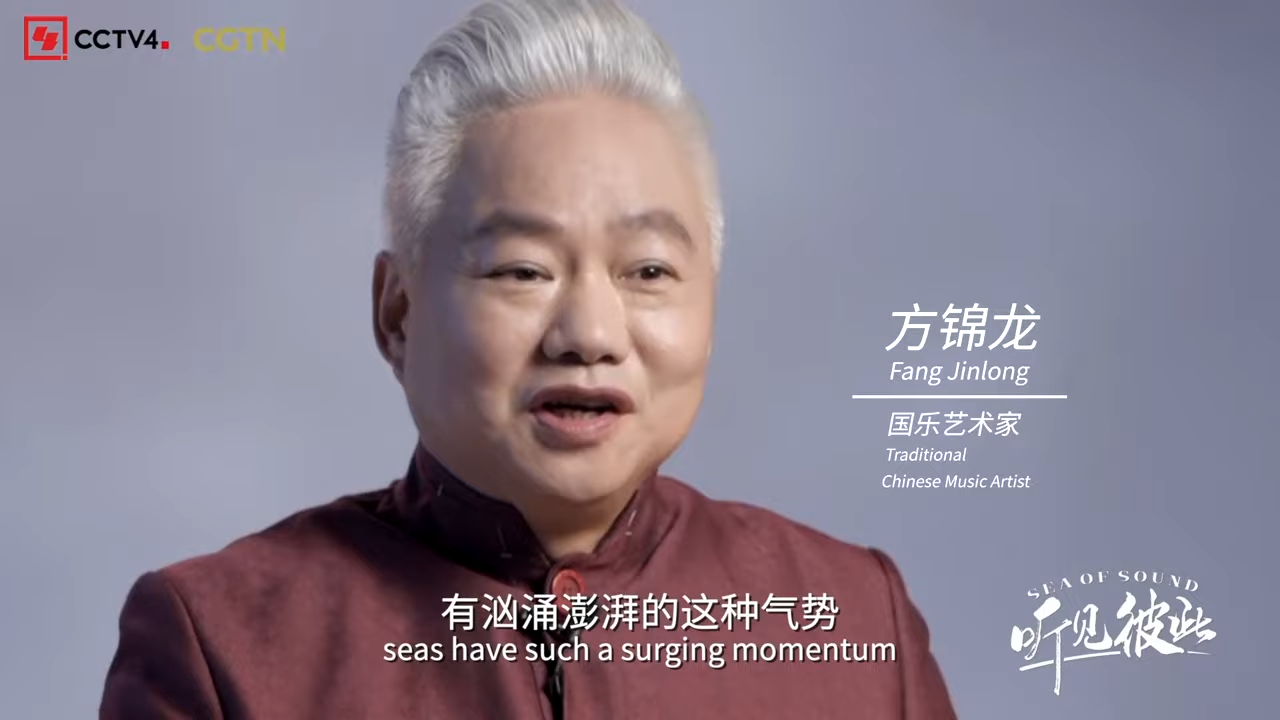 CCTV4.
CGTN
方锦龙
Fang Jinlong
国乐艺术家
Traditional
Chinese Music Artist
有汹涌澎湃的这种气势
seas have such a surging momentum
SEA OF SOUND
听见彼此